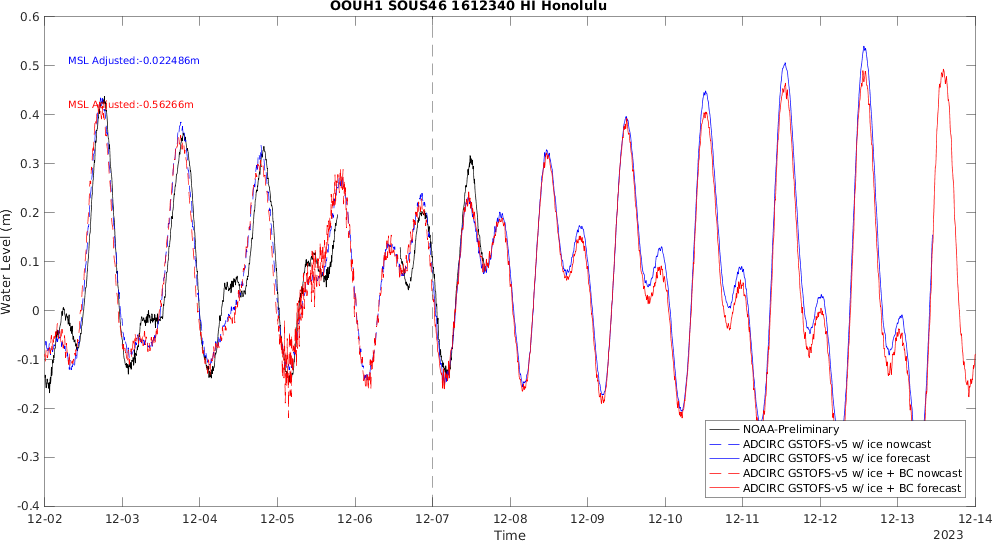 OOUH1 SOUS46 1612340 HI Honolulu
0.6
0.5
0.4
0.3
0.2
0.1
0
-0.1
-0.2
-0.3
-0.4
Water Level (m)
MSL Adjusted:-0.022486m
MSL Adjusted:-0.56266m
NOAA-Preliminary
ADCIRC GSTOFS-v5 w/ ice nowcast
ADCIRC GSTOFS-v5 w/ ice forecast
ADCIRC GSTOFS-v5 w/ ice + BC nowcast
ADCIRC GSTOFS-v5 w/ ice + BC forecast
12-02 12-03 12-04 12-05 12-06 12-07 12-08 12-09 12-10 12-11 12-12 12-13 12-14
Time
2023